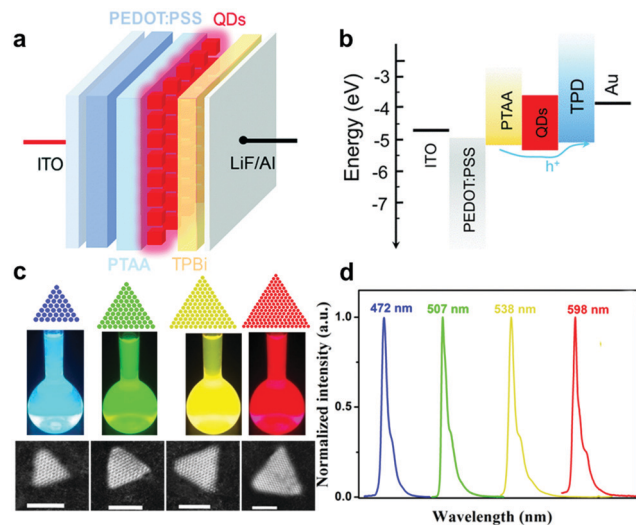 a
PEDOT:PSS QDs
ITO
LiF/Al
PTAA TPBi
b
Energy (eV)
-3
-4
-5
-6
-7
ITO
PEDOT:PSS
PTAA
QDs
TPD
Au
h+
c
d
472 nm 507 nm 538 nm 598 nm
Normalized intensity (a.u.)
1.0
0.5
0.0
Wavelength (nm)